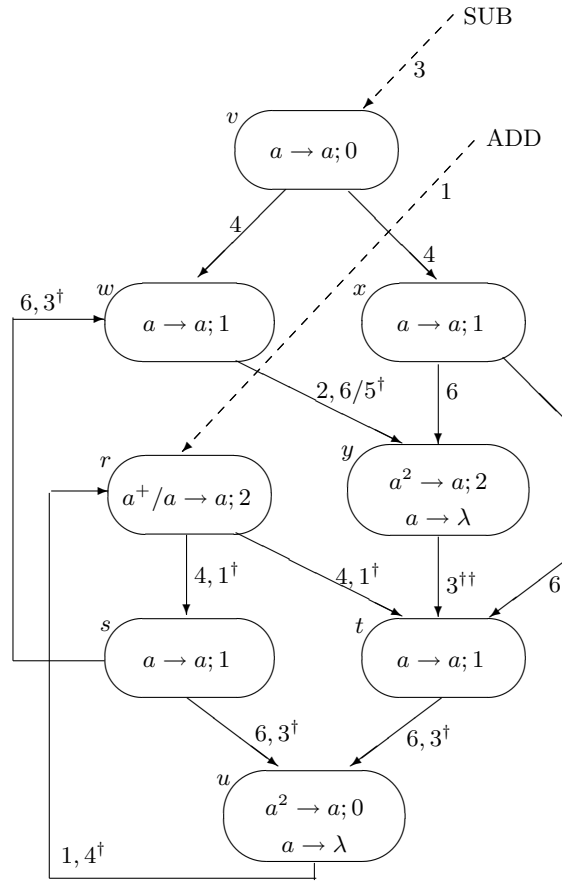 SUB
3
v
a → a; 0
ADD
1
4
4
w
x
6, 3†
a → a; 1
a → a; 1
2, 6/5†
6
y
r
a² → a; 2
a⁺/a → a; 2
a → λ
4, 1†
4, 1†
3††
6
s
t
a → a; 1
a → a; 1
6, 3†
6, 3†
u
a² → a; 0
a → λ
1, 4†